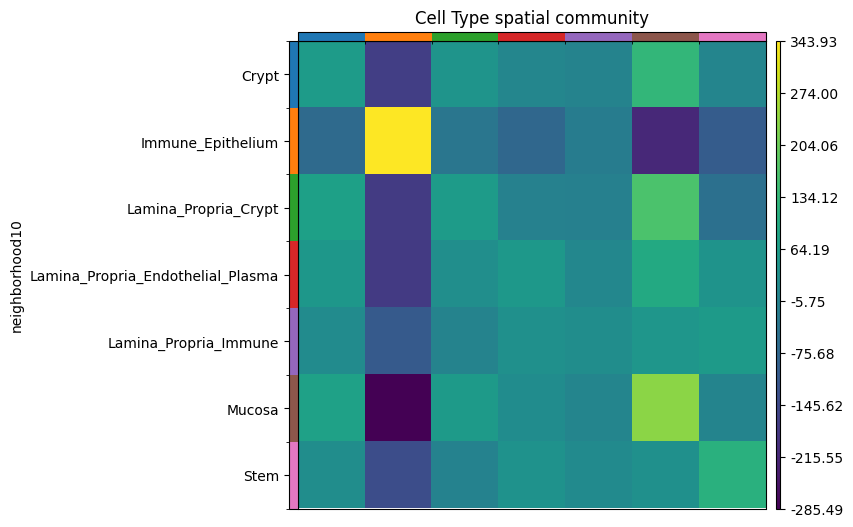 Cell Type spatial community
neighborhood10
Crypt
Immune_Epithelium
Lamina_Propria_Crypt
Lamina_Propria_Endothelial_Plasma
Lamina_Propria_Immune
Mucosa
Stem
343.93
274.00
204.06
134.12
64.19
-5.75
-75.68
-145.62
-215.55
-285.49